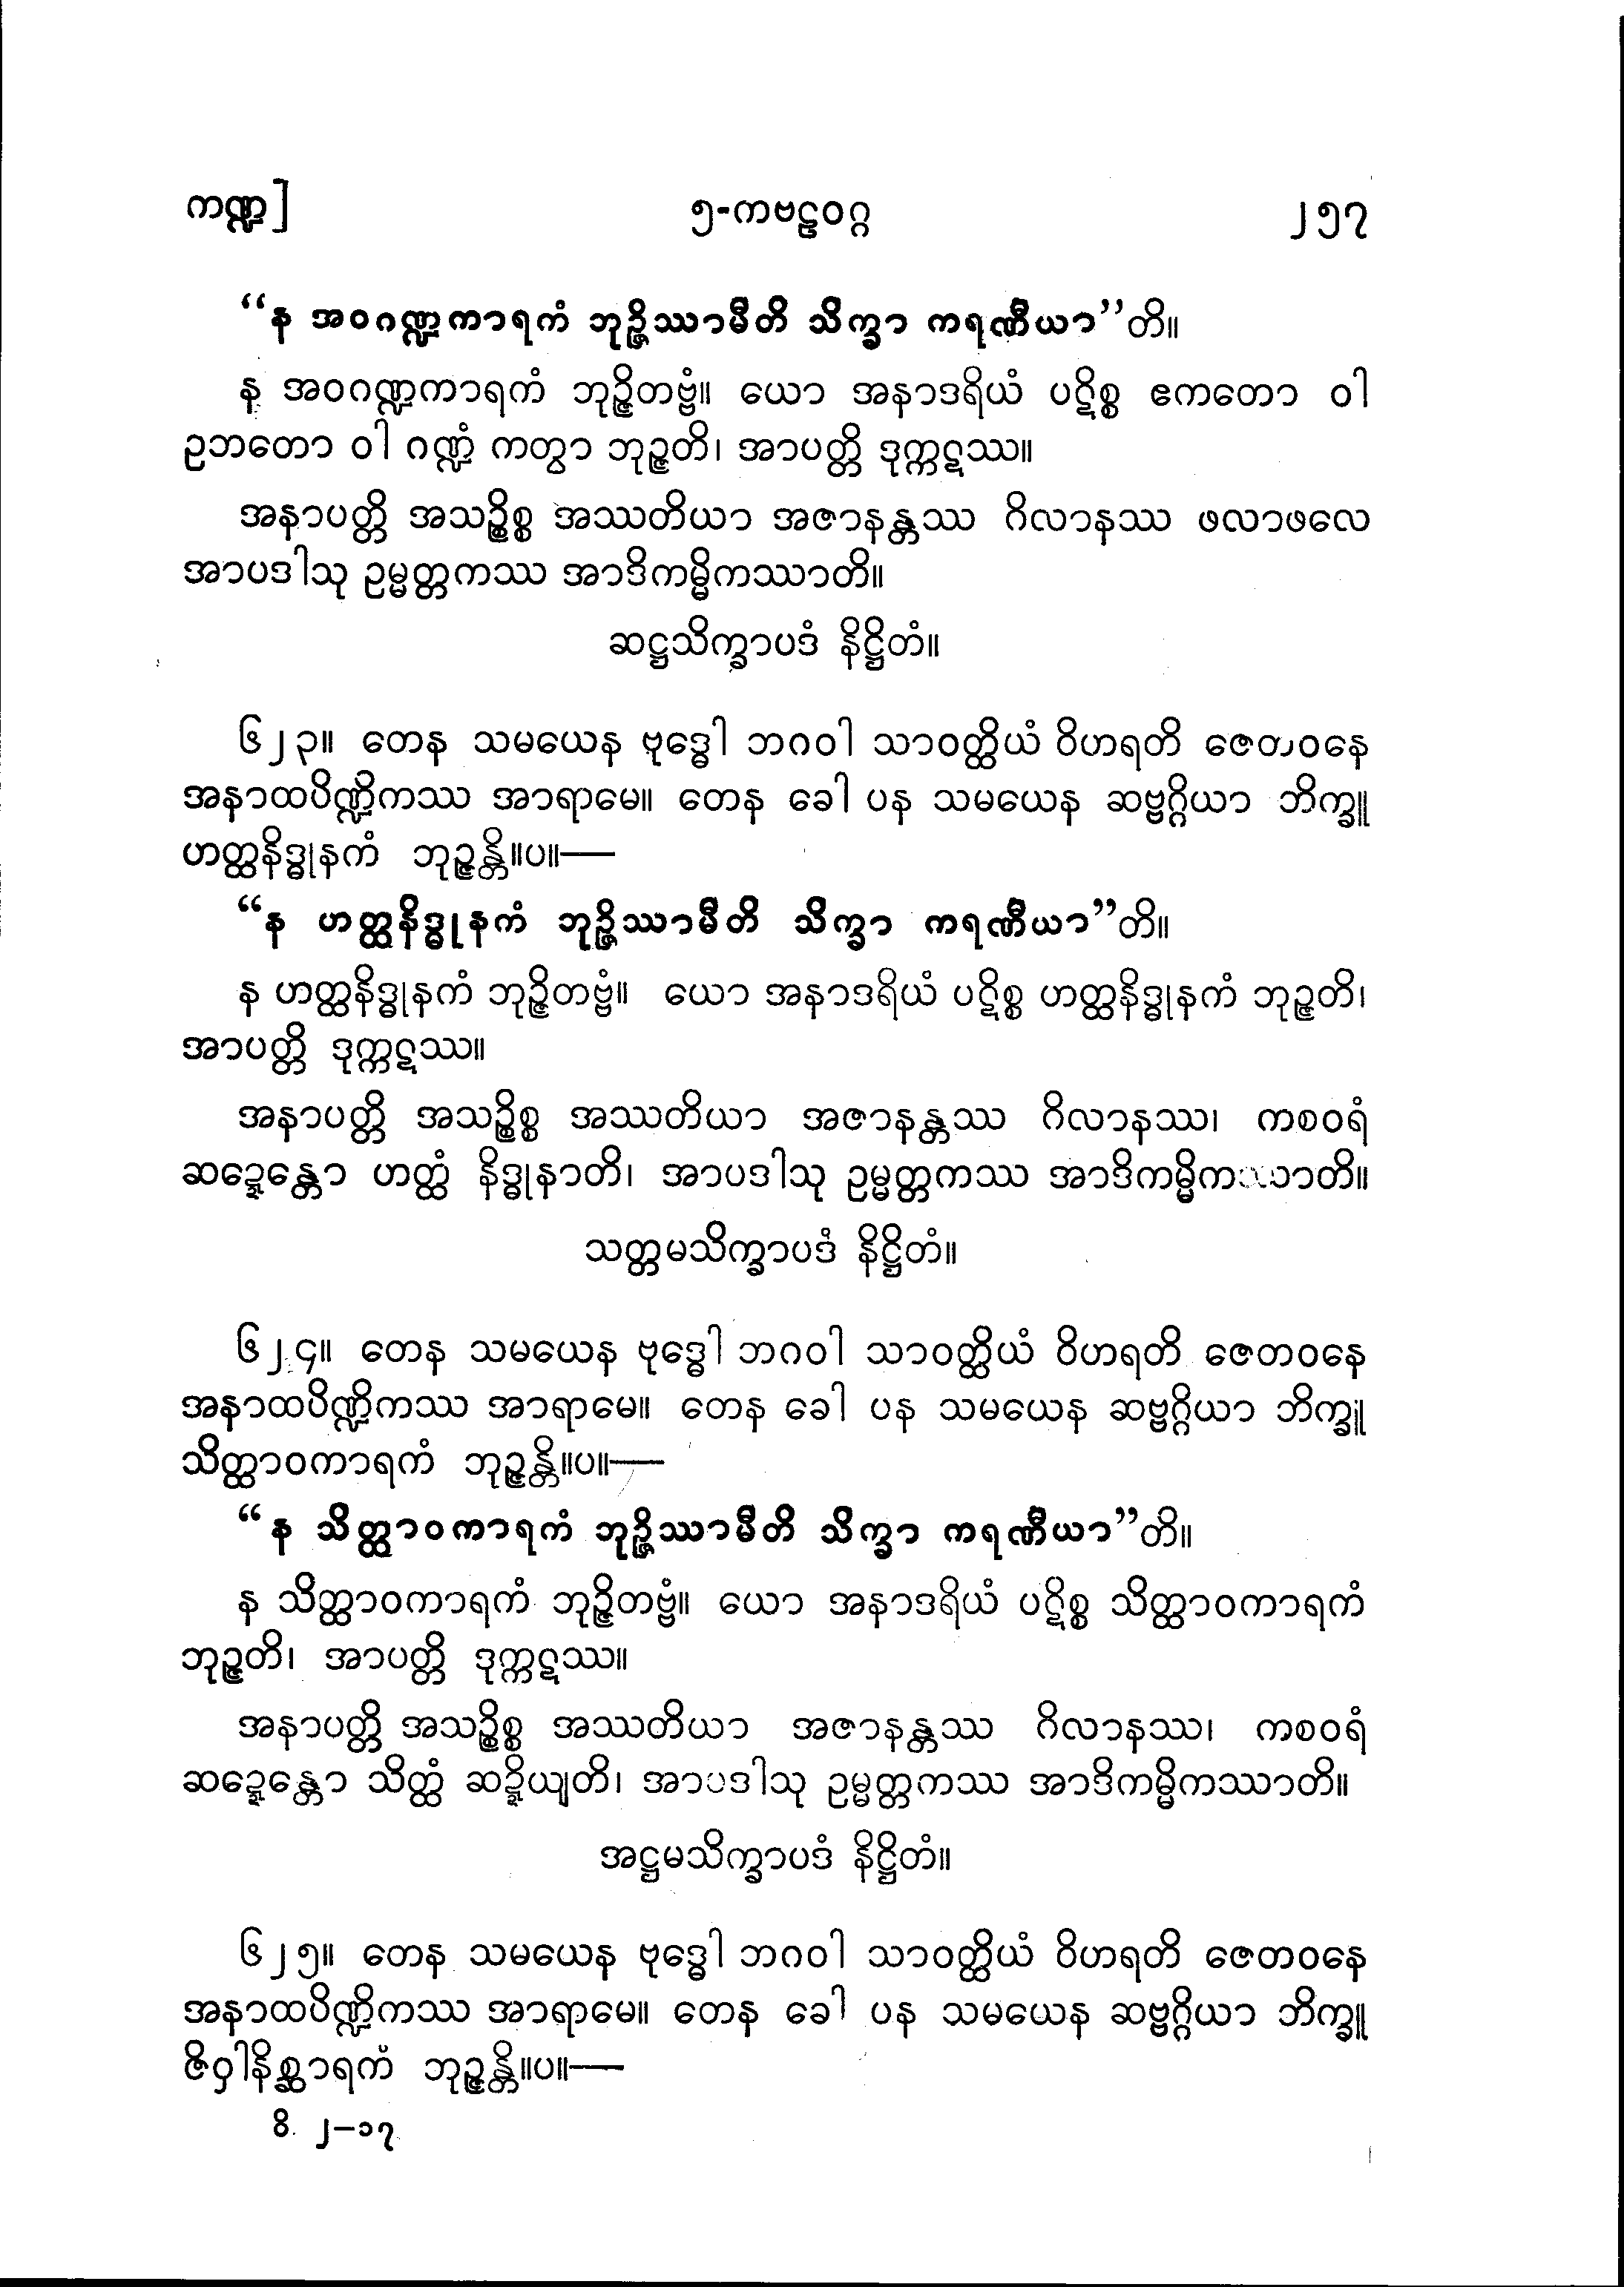 ကဏ္ဍ]
၅-ကဗဠဝဂ္ဂ
၂၅၇
“န အဝဂဏ္ဍကာရကံ ဘုဉ္ဇိဿာမီတိ သိက္ခာ ကရဏီယာ”တိ။
န အဝဂဏ္ဍကာရကံ ဘုဉ္ဇိတဗ္ဗံ။ ယော အနာဒရိယံ ပဋိစ္စ ဧကတော ဝါ
ဥဘတော ဝါ ဂဏ္ဍံ ကတွာ ဘုဉ္ဇတိ၊ အာပတ္တိ ဒုက္ကဋဿ။
အနာပတ္တိ အသဉ္စိစ္စ အဿတိယာ အဇာနန္တဿ ဂိလာနဿ ဖလာဖလေ
အာပဒါသု ဥမ္မတ္တကဿ အာဒိကမ္မိကဿာတိ။
ဆဋ္ဌသိက္ခာပဒံ နိဋ္ဌိတံ။
၆၂၃။ တေန သမယေန ဗုဒ္ဓေါ ဘဂဝါ သာဝတ္ထိယံ ဝိဟရတိ ဇေတဝနေ
အနာထပိဏ္ဍိကဿ အာရာမေ။ တေန ခေါ ပန သမယေန ဆဗ္ဗဂ္ဂိယာ ဘိက္ခူ
ဟတ္ထနိဒ္ဓုနကံ ဘုဉ္ဇန္တိ။ပ။—
“န ဟတ္ထနိဒ္ဓုနကံ ဘုဉ္ဇိဿာမီတိ သိက္ခာ ကရဏီယာ”တိ။
န ဟတ္ထနိဒ္ဓုနကံ ဘုဉ္ဇိတဗ္ဗံ။ ယော အနာဒရိယံ ပဋိစ္စ ဟတ္ထနိဒ္ဓုနကံ ဘုဉ္ဇတိ၊
အာပတ္တိ ဒုက္ကဋဿ။
အနာပတ္တိ အသဉ္စိစ္စ အဿတိယာ အဇာနန္တဿ ဂိလာနဿ၊ ကစဝရံ
ဆဍ္ဍေန္တော ဟတ္ထံ နိဒ္ဓုနာတိ၊ အာပဒါသု ဥမ္မတ္တကဿ အာဒိကမ္မိကဿာတိ။
သတ္တမသိက္ခာပဒံ နိဋ္ဌိတံ။
၆၂၄။ တေန သမယေန ဗုဒ္ဓေါ ဘဂဝါ သာဝတ္ထိယံ ဝိဟရတိ ဇေတဝနေ
အနာထပိဏ္ဍိကဿ အာရာမေ။ တေန ခေါ ပန သမယေန ဆဗ္ဗဂ္ဂိယာ ဘိက္ခူ
သိတ္ထာဝကာရကံ ဘုဉ္ဇန္တိ။ပ။—
“န သိတ္ထာဝကာရကံ ဘုဉ္ဇိဿာမီတိ သိက္ခာ ကရဏီယာ”တိ။
န သိတ္ထာဝကာရကံ ဘုဉ္ဇိတဗ္ဗံ။ ယော အနာဒရိယံ ပဋိစ္စ သိတ္ထာဝကာရကံ
ဘုဉ္ဇတိ၊ အာပတ္တိ ဒုက္ကဋဿ။
အနာပတ္တိ အသဉ္စိစ္စ အဿတိယာ အဇာနန္တဿ ဂိလာနဿ၊ ကစဝရံ
ဆဍ္ဍေန္တော သိတ္ထံ ဆဍ္ဍိယျတိ၊ အာပဒါသု ဥမ္မတ္တကဿ အာဒိကမ္မိကဿာတိ။
အဋ္ဌမသိက္ခာပဒံ နိဋ္ဌိတံ။
၆၂၅။ တေန သမယေန ဗုဒ္ဓေါ ဘဂဝါ သာဝတ္ထိယံ ဝိဟရတိ ဇေတဝနေ
အနာထပိဏ္ဍိကဿ အာရာမေ။ တေန ခေါ ပန သမယေန ဆဗ္ဗဂ္ဂိယာ ဘိက္ခူ
ဇိဝှါနိစ္ဆာရကံ ဘုဉ္ဇန္တိ။ပ။—
ဝိ. ၂–၁၇